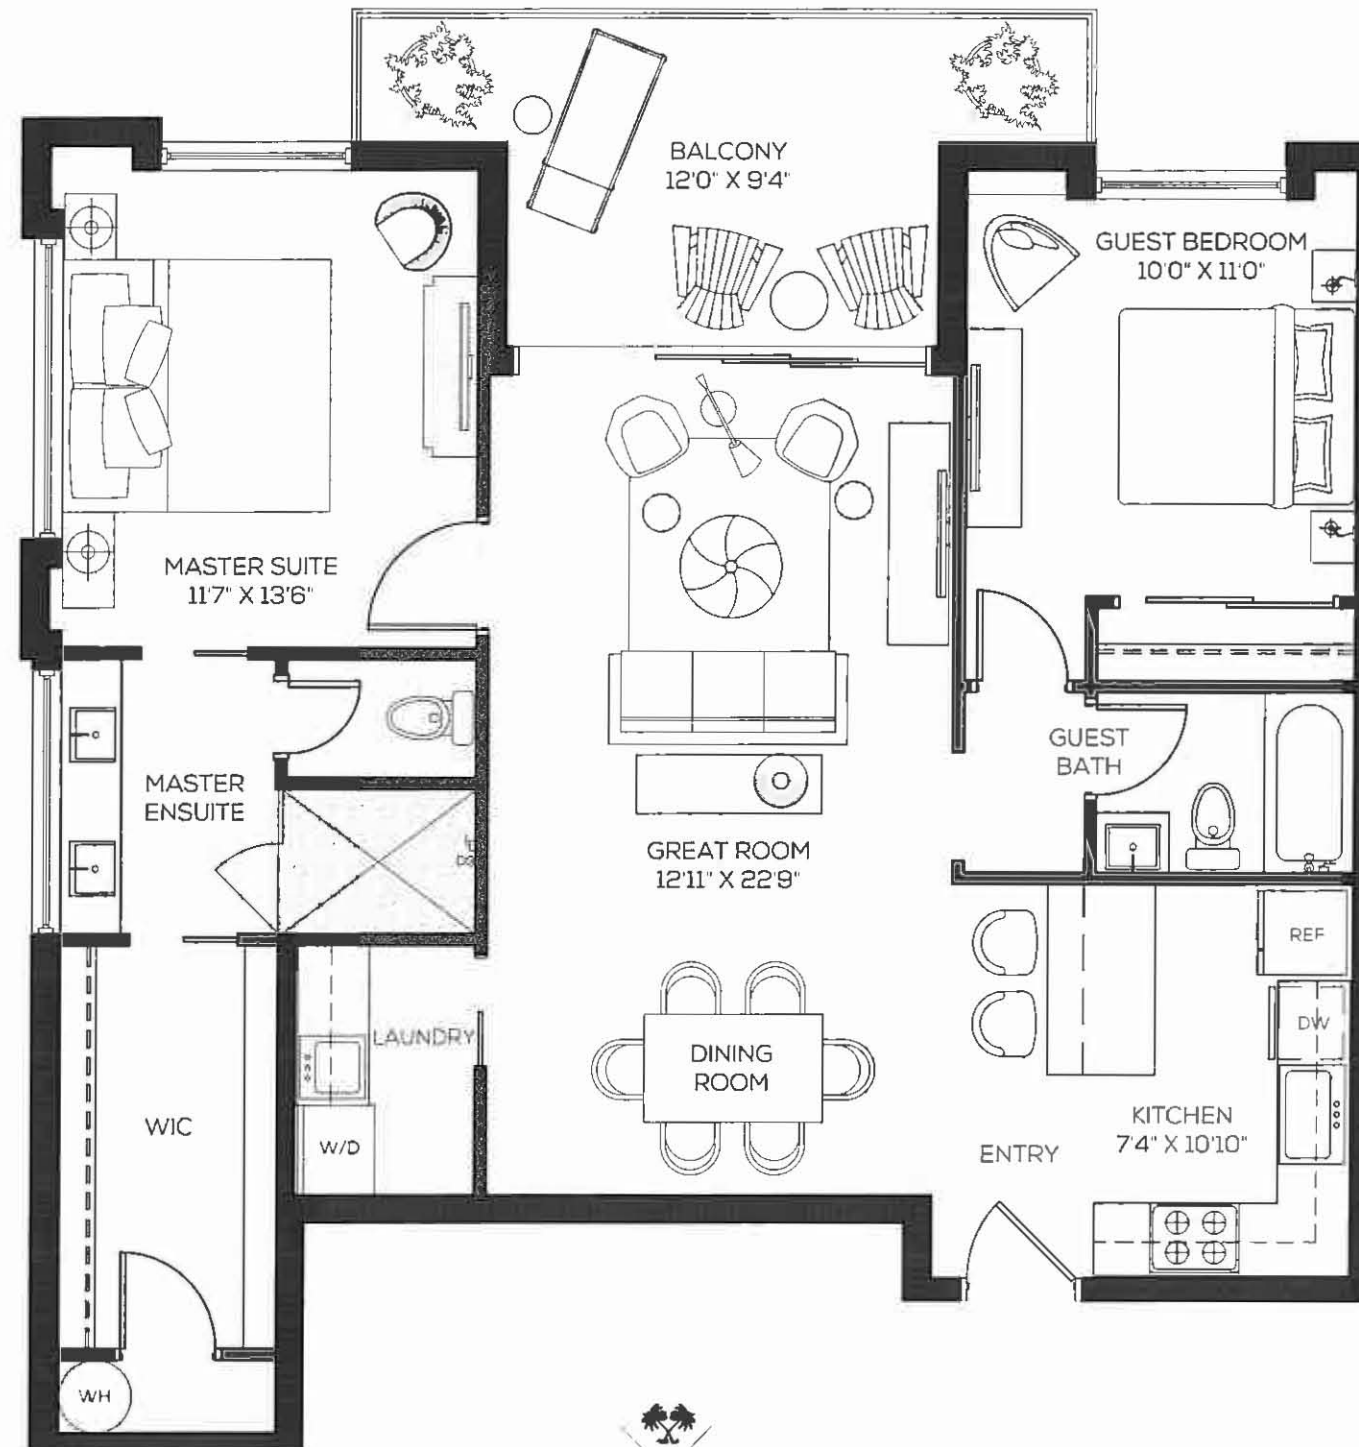 BALCONY
12'0" X 9'4"
GUEST BEDROOM
10'0" X 11'0"
MASTER SUITE
11'7" X 13'6"
MASTER
ENSUITE
GUEST
BATH
GREAT ROOM
12'11" X 22'9"
REF
DW
LAUNDRY
DINING
ROOM
WIC
W/D
KITCHEN
7'4" X 10'10"
ENTRY
WH